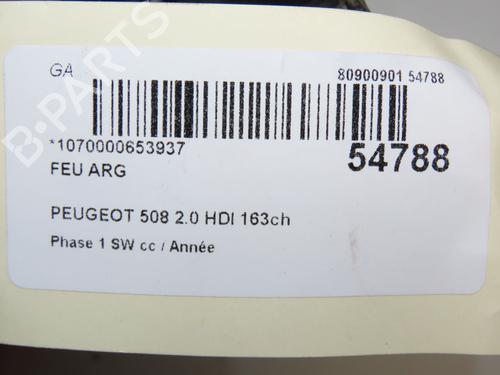 GA
80900901 54788
*1070000653937
54788
FEU ARG
PEUGEOT 508 2.0 HDI 163ch
Phase 1 SW cc / Année
B-PARTS